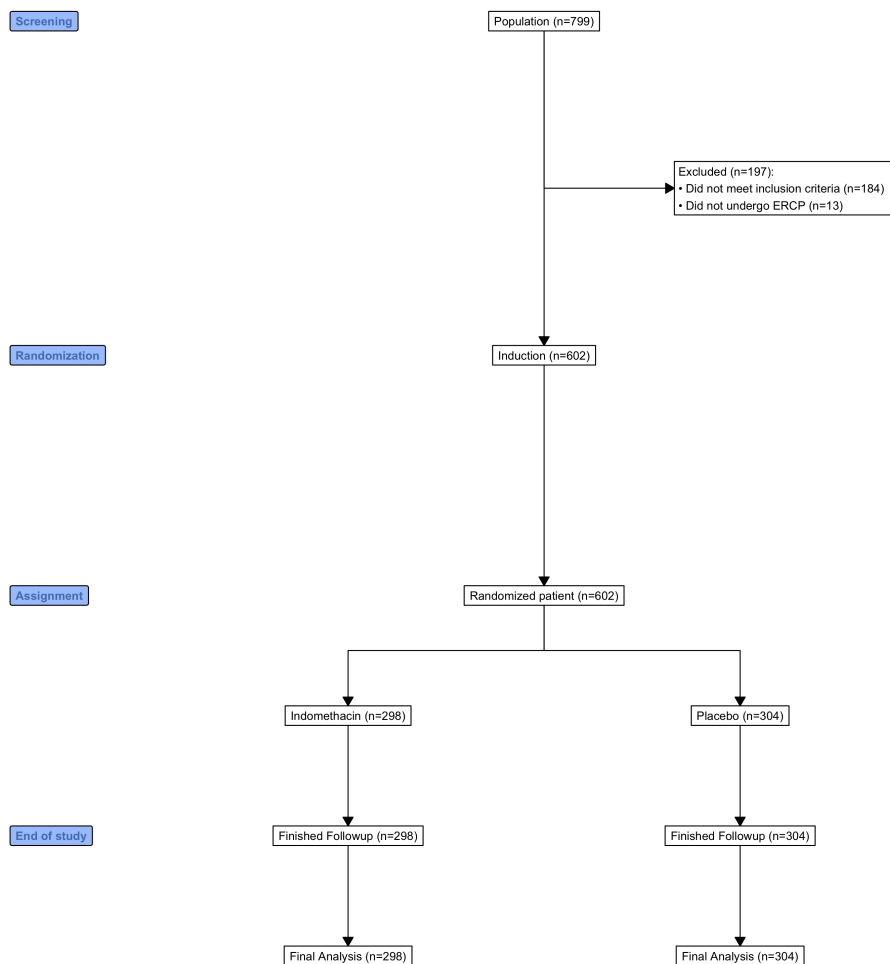 Screening
Population (n=799)
Excluded (n=197):
• Did not meet inclusion criteria (n=184)
• Did not undergo ERCP (n=13)
Randomization
Induction (n=602)
Assignment
Randomized patient (n=602)
Indomethacin (n=298)
Placebo (n=304)
End of study
Finished Followup (n=298)
Finished Followup (n=304)
Final Analysis (n=298)
Final Analysis (n=304)